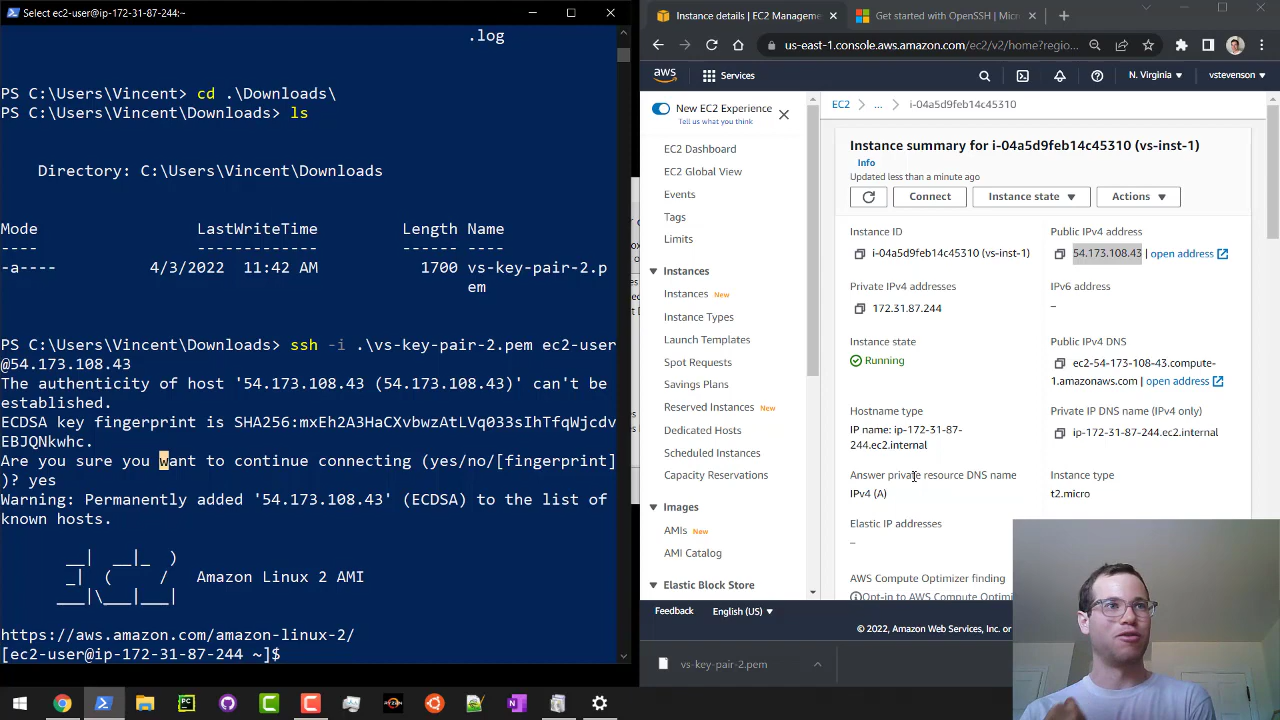 Select ec2-user@ip-172-31-87-244:~
.log
PS C:\Users\Vincent> cd .\Downloads\
PS C:\Users\Vincent\Downloads> ls
Directory: C:\Users\Vincent\Downloads
Mode LastWriteTime Length Name
---- ------------- ------ ----
-a---- 4/3/2022 11:42 AM 1700 vs-key-pair-2.p
em
PS C:\Users\Vincent\Downloads> ssh -i .\vs-key-pair-2.pem ec2-user
@54.173.108.43
The authenticity of host '54.173.108.43 (54.173.108.43)' can't be
established.
ECDSA key fingerprint is SHA256:mxEh2A3HaCXvbwzAtLVq033sIhTfqWjcdv
EBJQNkwhc.
Are you sure you want to continue connecting (yes/no/[fingerprint]
)? yes
Warning: Permanently added '54.173.108.43' (ECDSA) to the list of
known hosts.
__|  __|_  )
_|  (     /   Amazon Linux 2 AMI
___|\___|___|
https://aws.amazon.com/amazon-linux-2/
[ec2-user@ip-172-31-87-244 ~]$
Instance details | EC2 Manageme
Get started with OpenSSH | Micro
us-east-1.console.aws.amazon.com/ec2/v2/home?regio...
aws
Services
N. Virginia
vstevenson
New EC2 Experience
Tell us what you think
EC2 Dashboard
EC2 Global View
Events
Tags
Limits
Instances
Instances New
Instance Types
Launch Templates
Spot Requests
Savings Plans
Reserved Instances New
Dedicated Hosts
Scheduled Instances
Capacity Reservations
Images
AMIs New
AMI Catalog
Elastic Block Store
EC2 ... i-04a5d9feb14c45310
Instance summary for i-04a5d9feb14c45310 (vs-inst-1)
Info
Updated less than a minute ago
Connect
Instance state
Actions
Instance ID
i-04a5d9feb14c45310 (vs-inst-1)
Public IPv4 address
54.173.108.43 | open address
Private IPv4 addresses
172.31.87.244
IPv6 address
–
Instance state
Running
Public IPv4 DNS
ec2-54-173-108-43.compute-
1.amazonaws.com | open address
Hostname type
IP name: ip-172-31-87-
244.ec2.internal
Private IP DNS name (IPv4 only)
ip-172-31-87-244.ec2.internal
Answer private resource DNS name
IPv4 (A)
Instance type
t2.micro
Elastic IP addresses
–
AWS Compute Optimizer finding
Opt-in to AWS Compute Optimi
Feedback
English (US)
© 2022, Amazon Web Services, Inc. or
vs-key-pair-2.pem